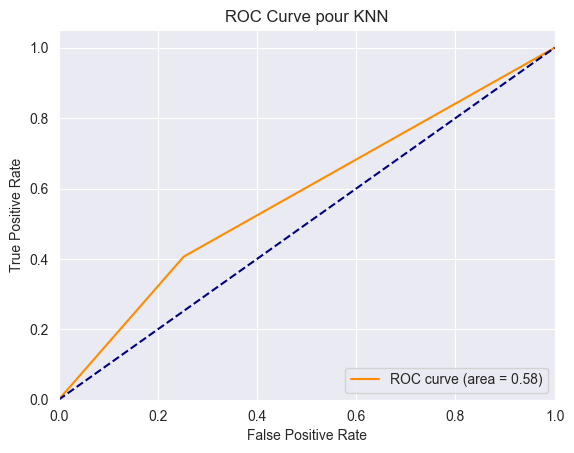 ROC Curve pour KNN
True Positive Rate
1.0
0.8
0.6
0.4
0.2
0.0
ROC curve (area = 0.58)
0.0 0.2 0.4 0.6 0.8 1.0
False Positive Rate